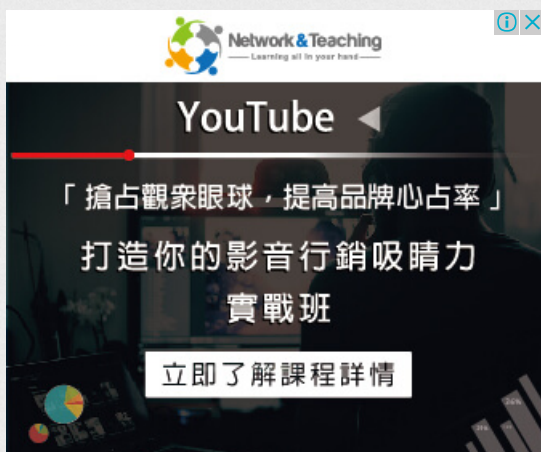 Network&Teaching
Learning all in your hand
YouTube
「搶占觀眾眼球，提高品牌心占率」
打造你的影音行銷吸睛力
實戰班
立即了解課程詳情
24%